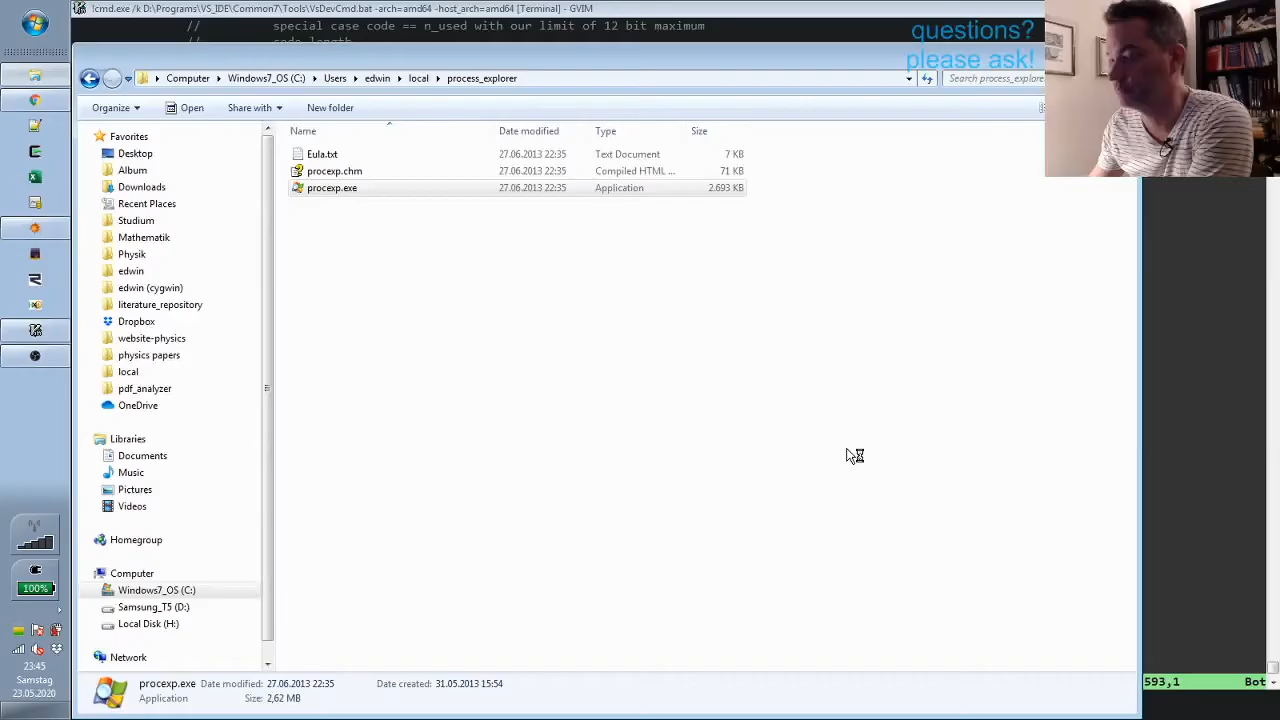 !cmd.exe /k D:\Programs\VS_IDE\Common7\Tools\VsDevCmd.bat -arch=amd64 -host_arch=amd64 [Terminal] - GVIM
// special case code == n_used with our limit of 12 bit maximum
// code length
questions?
please ask!
Computer Windows7_OS (C:) Users edwin local process_explorer
Search process_explore
Organize Open Share with New folder
Name Date modified Type Size
Eula.txt 27.06.2013 22:35 Text Document 7 KB
procexp.chm 27.06.2013 22:35 Compiled HTML ... 71 KB
procexp.exe 27.06.2013 22:35 Application 2.693 KB
Favorites
Desktop
Album
Downloads
Recent Places
Studium
Mathematik
Physik
edwin
edwin (cygwin)
literature_repository
Dropbox
website-physics
physics papers
local
pdf_analyzer
OneDrive
Libraries
Documents
Music
Pictures
Videos
Homegroup
Computer
Windows7_OS (C:)
Samsung_T5 (D:)
Local Disk (H:)
Network
procexp.exe Date modified: 27.06.2013 22:35 Date created: 31.05.2013 15:54
Application Size: 2,62 MB
593,1 Bot
100%
23:45
Samstag
23.05.2020